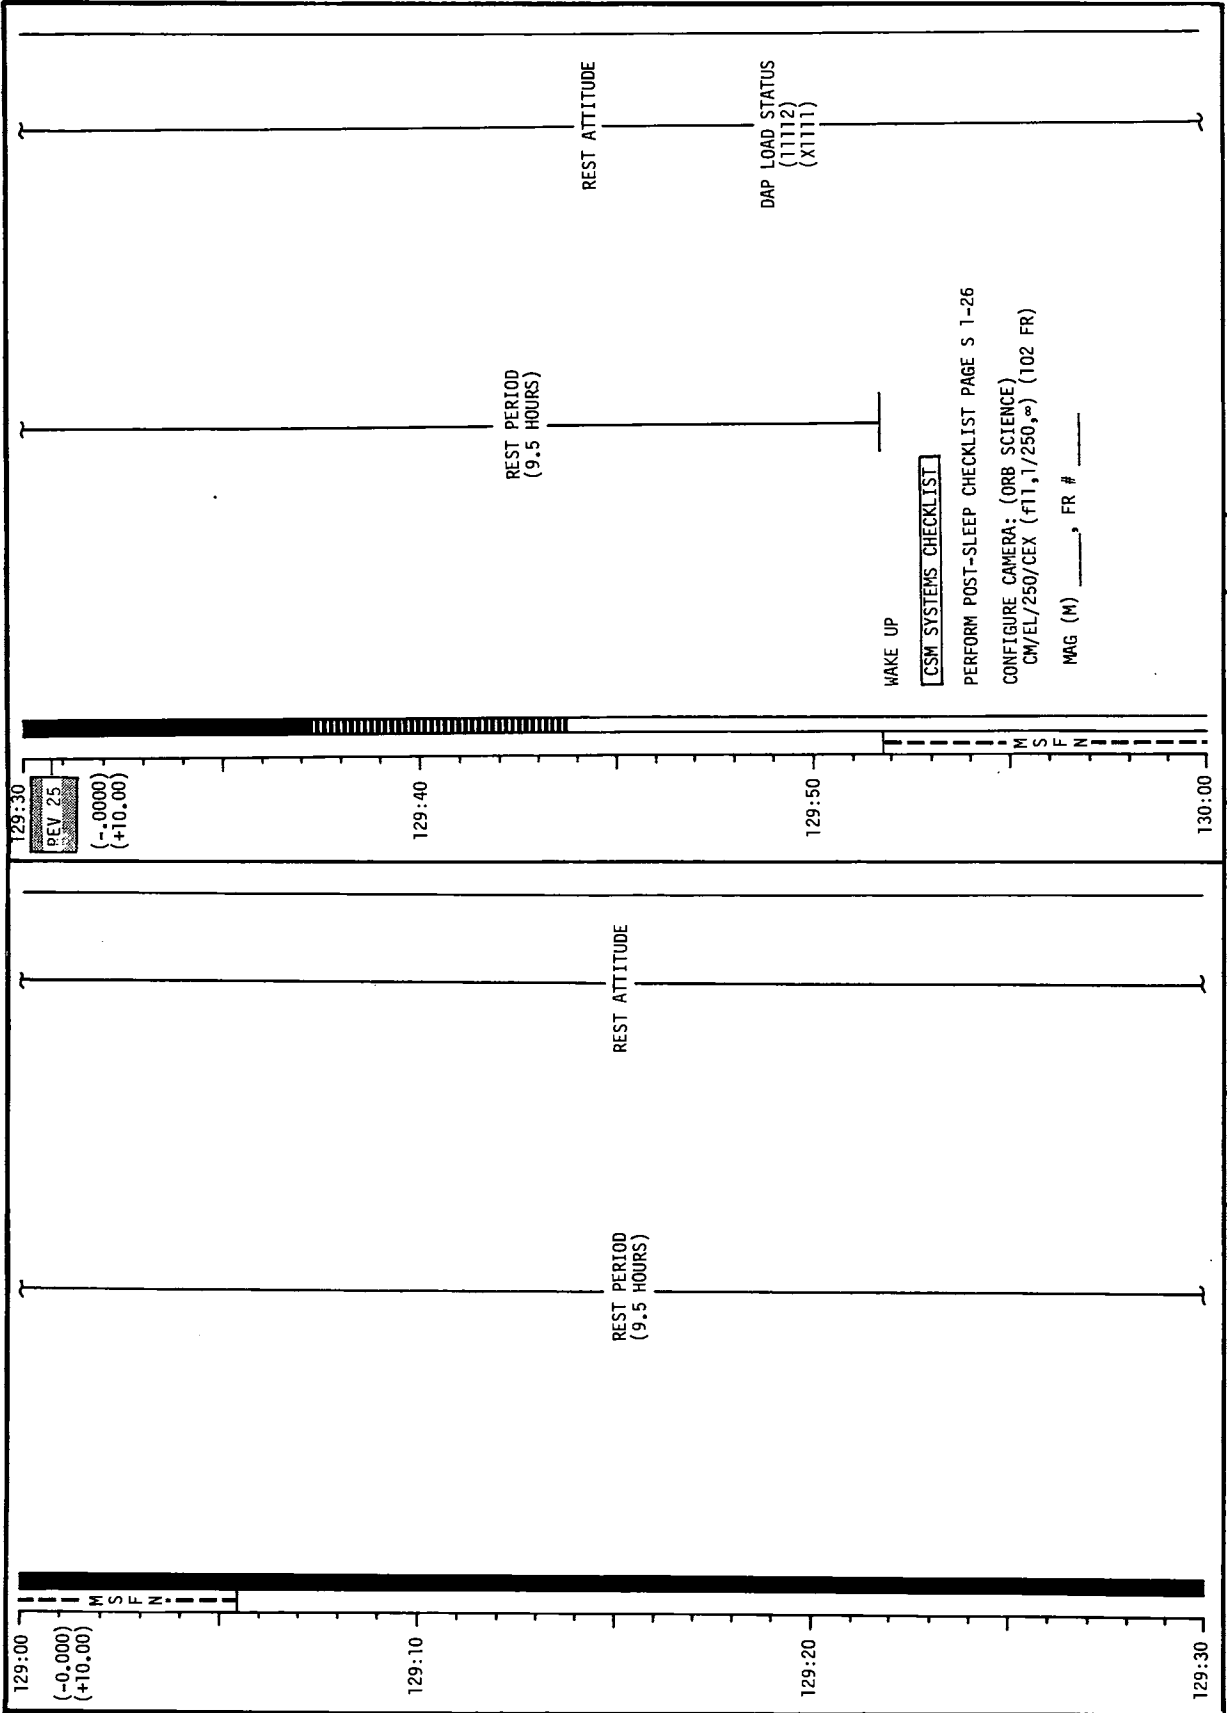 129:00
(-0.000)
(+10.00)
MSFN
129:10
129:20
129:30
REST PERIOD
(9.5 HOURS)
REST ATTITUDE
129:30
REV 25
(-.0000)
(+10.00)
129:40
129:50
MSFN
130:00
REST PERIOD
(9.5 HOURS)
WAKE UP
CSM SYSTEMS CHECKLIST
PERFORM POST-SLEEP CHECKLIST PAGE S 1-26
CONFIGURE CAMERA: (ORB SCIENCE)
CM/EL/250/CEX (f11,1/250,∞) (102 FR)
MAG (M) ____, FR # ____
REST ATTITUDE
DAP LOAD STATUS
(11112)
(X1111)